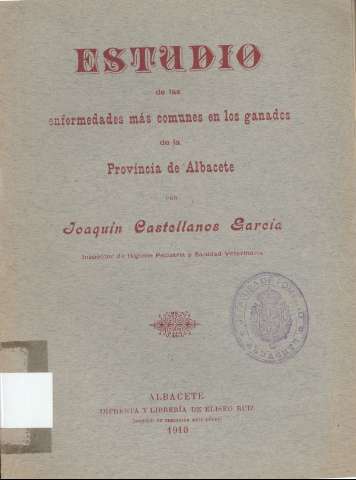 ESTUDIO
de las
enfermedades más comunes en los ganados
de la
Provincia de Albacete
POR
Joaquín Castellanos García
Inspector de Higiene Pecuaria y Sanidad Veterinaria
ALBACETE
IMPRENTA Y LIBRERÍA DE ELISEO RUIZ
1910